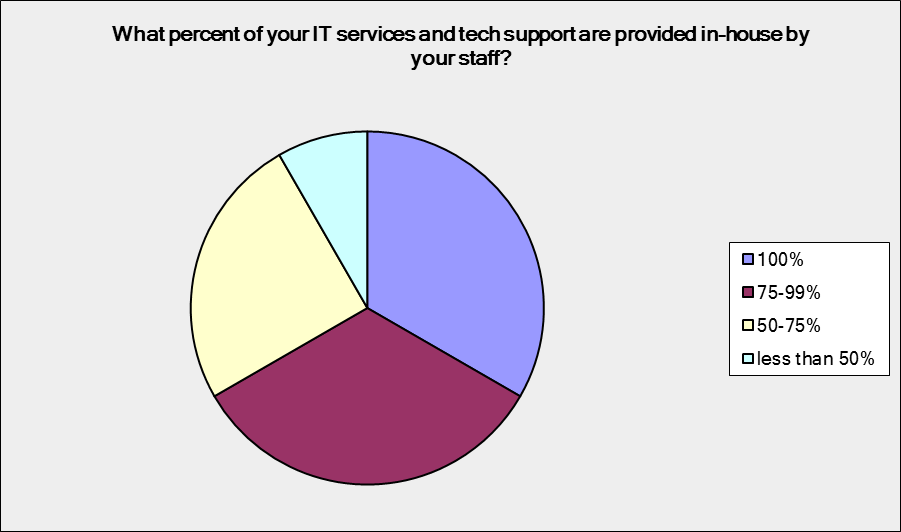 What percent of your IT services and tech support are provided in-house by
your staff?
100%
75-99%
50-75%
less than 50%